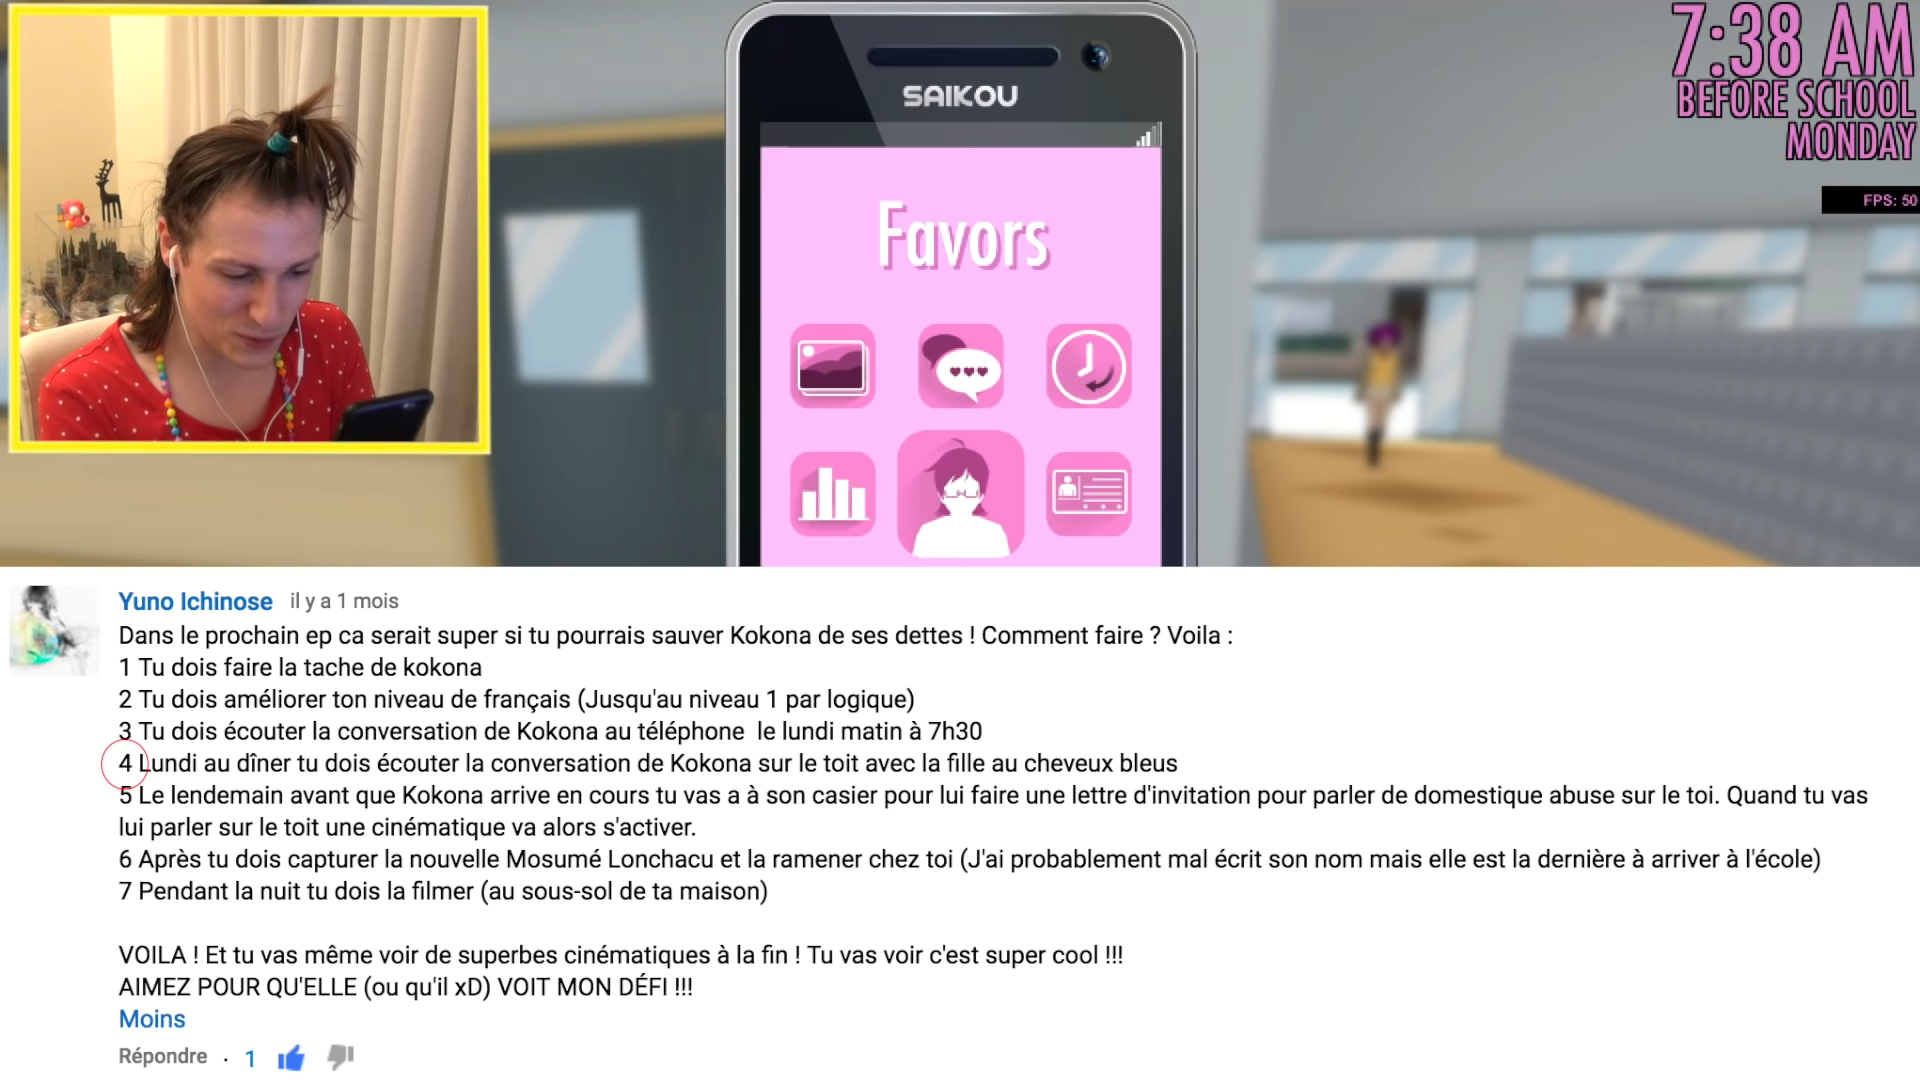 SAIKOU
7:38 AM
BEFORE SCHOOL
MONDAY
FPS: 50
Favors
Yuno Ichinose il y a 1 mois
Dans le prochain ep ca serait super si tu pourrais sauver Kokona de ses dettes ! Comment faire ? Voila :
1 Tu dois faire la tache de kokona
2 Tu dois améliorer ton niveau de français (Jusqu'au niveau 1 par logique)
3 Tu dois écouter la conversation de Kokona au téléphone  le lundi matin à 7h30
4 Lundi au dîner tu dois écouter la conversation de Kokona sur le toit avec la fille au cheveux bleus
5 Le lendemain avant que Kokona arrive en cours tu vas a à son casier pour lui faire une lettre d'invitation pour parler de domestique abuse sur le toi. Quand tu vas
lui parler sur le toit une cinématique va alors s'activer.
6 Après tu dois capturer la nouvelle Mosumé Lonchacu et la ramener chez toi (J'ai probablement mal écrit son nom mais elle est la dernière à arriver à l'école)
7 Pendant la nuit tu dois la filmer (au sous-sol de ta maison)
VOILA ! Et tu vas même voir de superbes cinématiques à la fin ! Tu vas voir c'est super cool !!!
AIMEZ POUR QU'ELLE (ou qu'il xD) VOIT MON DÉFI !!!
Moins
Répondre · 1